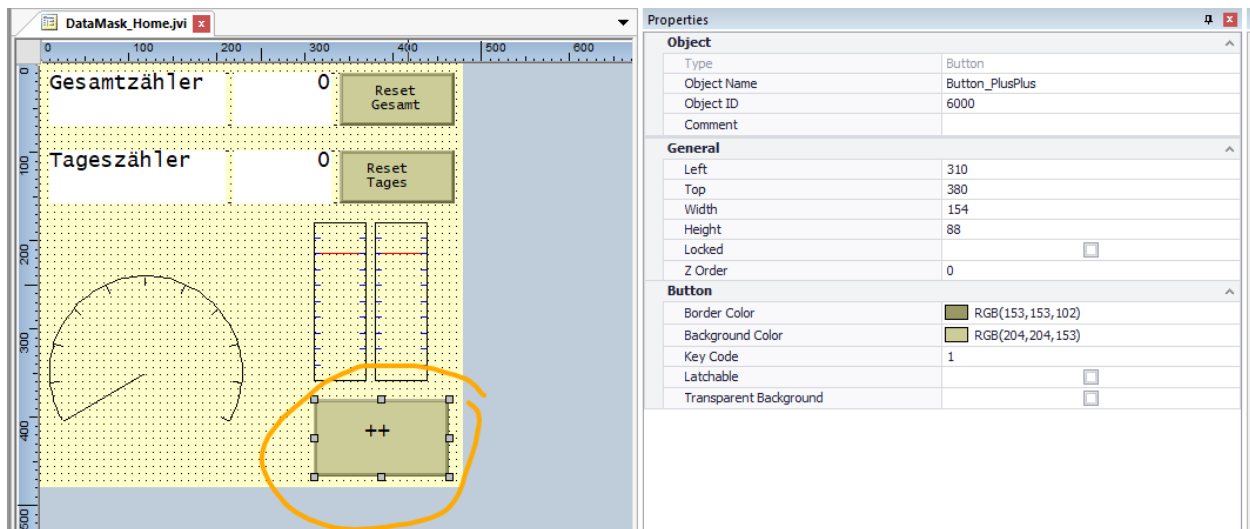 DataMask_Home.jvi
0 100 200 300 400 500 600
Gesamtzähler 0 Reset
Gesamt
Tageszähler 0 Reset
Tages
++
0
100
200
300
400
500
Properties
Object
Type Button
Object Name Button_PlusPlus
Object ID 6000
Comment
General
Left 310
Top 380
Width 154
Height 88
Locked
Z Order 0
Button
Border Color RGB(153,153,102)
Background Color RGB(204,204,153)
Key Code 1
Latchable
Transparent Background